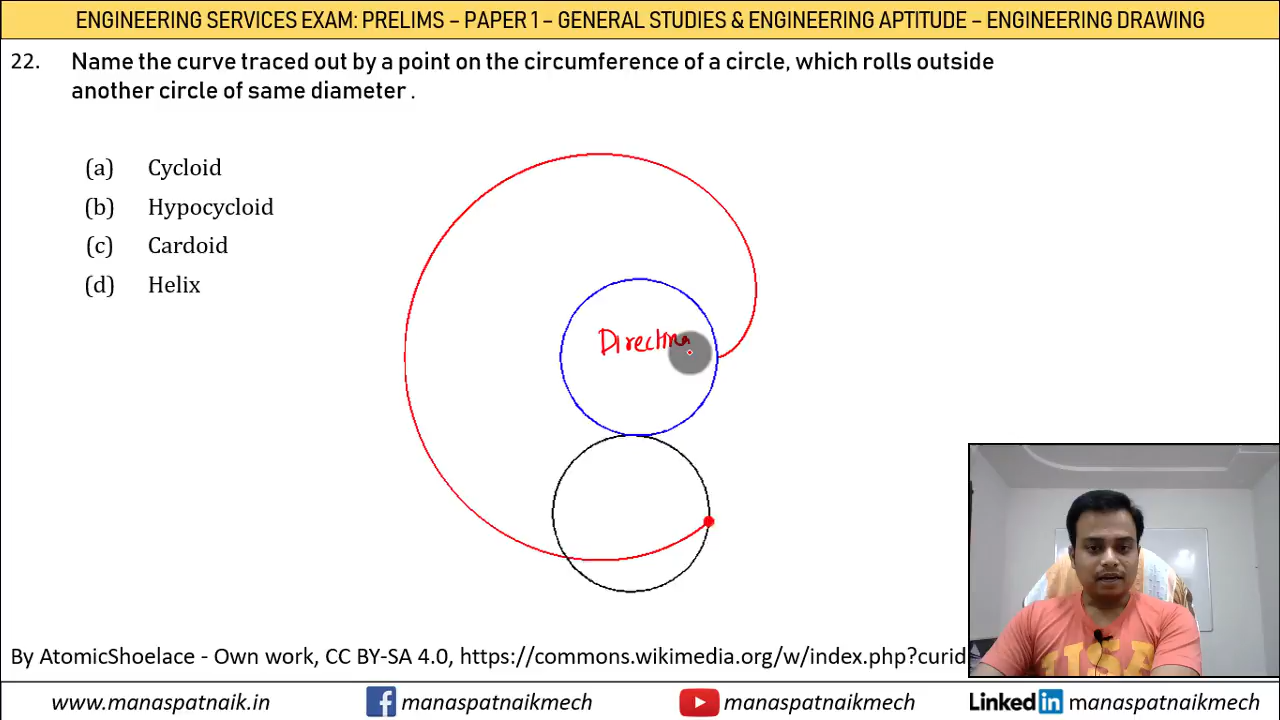 ENGINEERING SERVICES EXAM: PRELIMS – PAPER 1 – GENERAL STUDIES & ENGINEERING APTITUDE – ENGINEERING DRAWING
22. Name the curve traced out by a point on the circumference of a circle, which rolls outside
another circle of same diameter .
(a) Cycloid
(b) Hypocycloid
(c) Cardoid
(d) Helix
By AtomicShoelace - Own work, CC BY-SA 4.0, https://commons.wikimedia.org/w/index.php?curid
www.manaspatnaik.in manaspatnaikmech manaspatnaikmech LinkedIn manaspatnaikmech